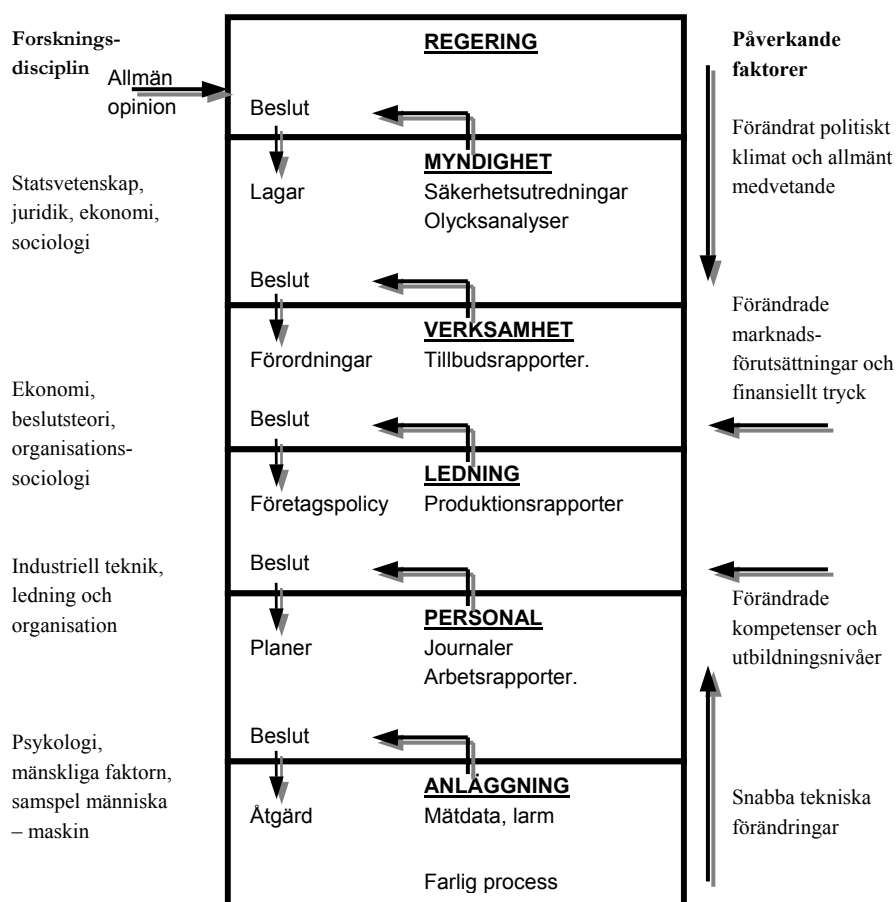 Forsknings-
disciplin
Allmän
opinion
Statsvetenskap,
juridik, ekonomi,
sociologi
Ekonomi,
beslutsteori,
organisations-
sociologi
Industriell teknik,
ledning och
organisation
Psykologi,
mänskliga faktorn,
samspel människa
– maskin
REGERING
Beslut
MYNDIGHET
Lagar
Säkerhetsutredningar
Olycksanalyser
Beslut
VERKSAMHET
Förordningar
Tillbudsrapporter.
Beslut
LEDNING
Företagspolicy
Produktionsrapporter
Beslut
PERSONAL
Planer
Journaler
Arbetsrapporter.
Beslut
ANLÄGGNING
Åtgärd
Mätdata, larm
Farlig process
Påverkande
faktorer
Förändrat politiskt
klimat och allmänt
medvetande
Förändrade
marknads-
förutsättningar och
finansiellt tryck
Förändrade
kompetenser och
utbildningsnivåer
Snabba tekniska
förändringar